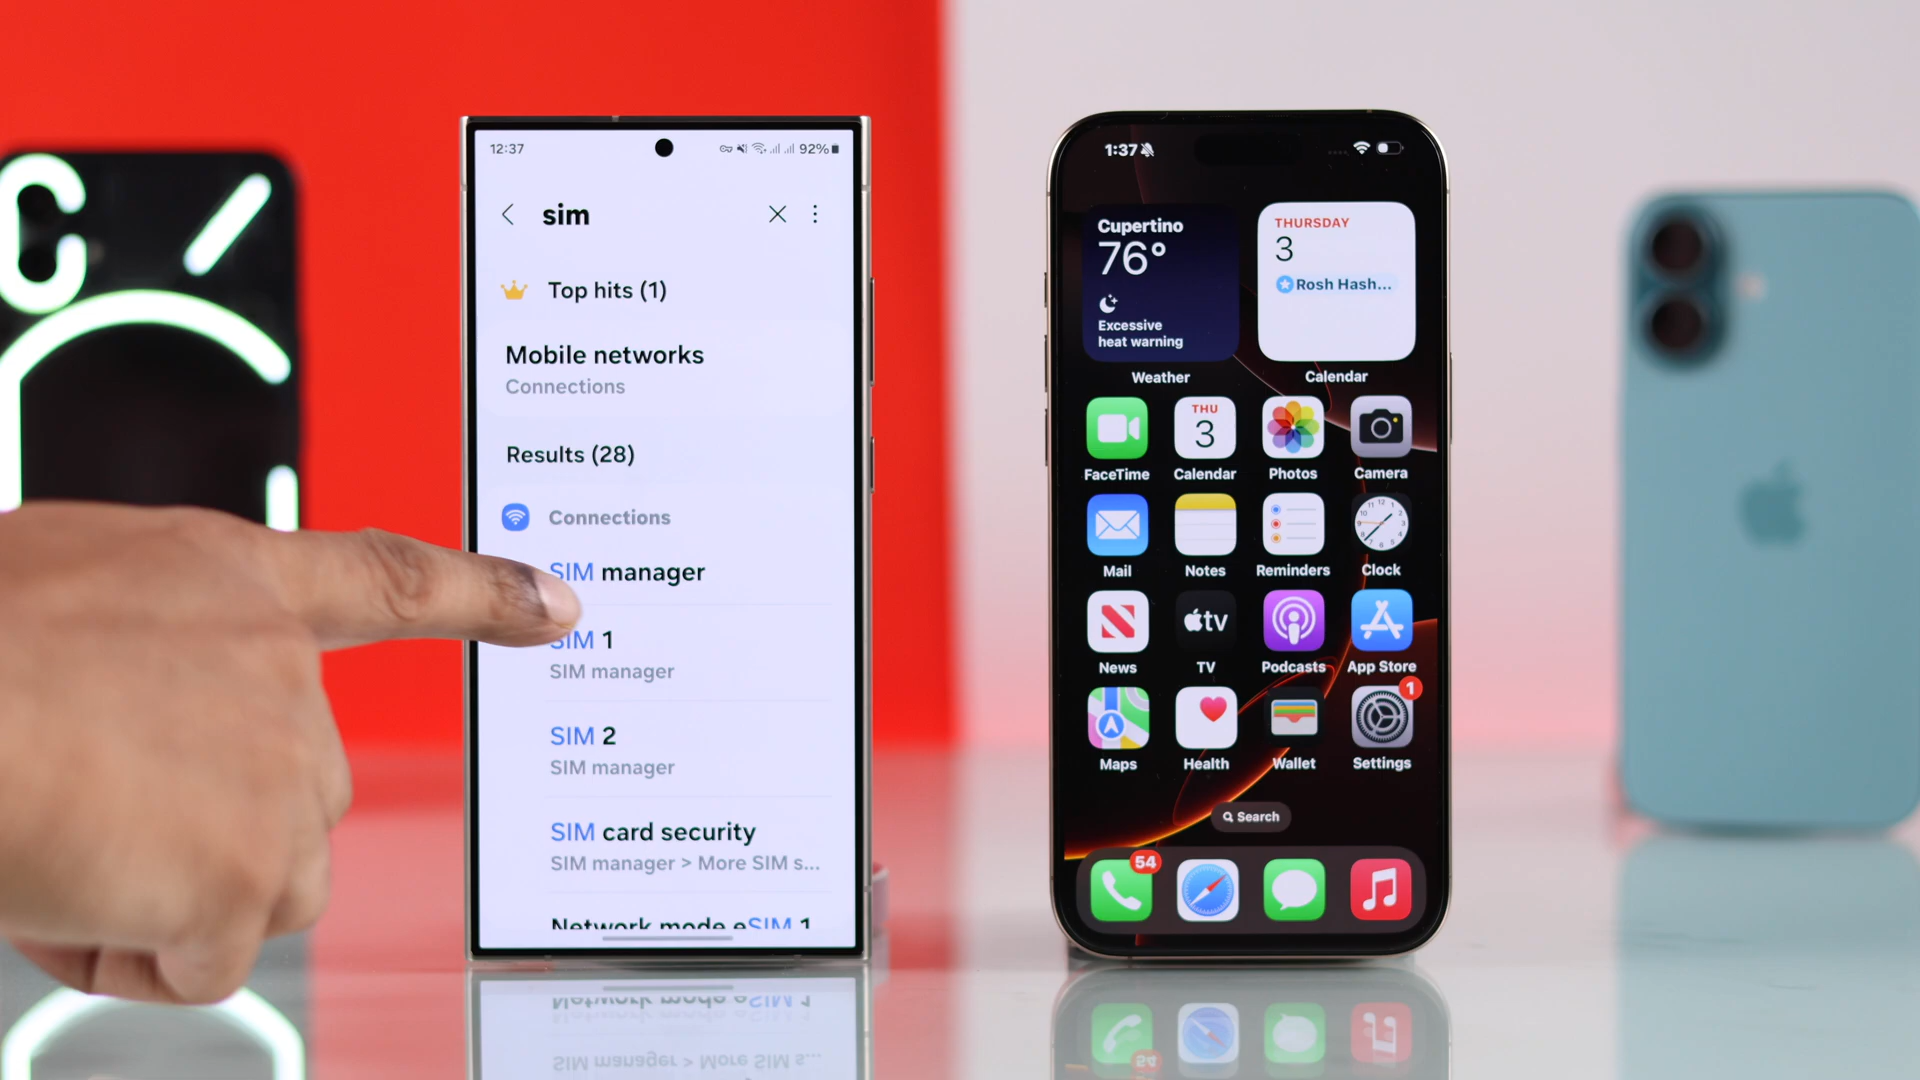 12:37
92%
sim
Top hits (1)
Mobile networks
Connections
Results (28)
Connections
SIM manager
SIM 1
SIM manager
SIM 2
SIM manager
SIM card security
SIM manager > More SIM s...
Network mode eSIM 1
1:37
Cupertino
76°
Excessive
heat warning
Weather
THURSDAY
3
Rosh Hash...
Calendar
THU
3
FaceTime
Calendar
Photos
Camera
Mail
Notes
Reminders
Clock
tv
News
TV
Podcasts
App Store
1
Maps
Health
Wallet
Settings
Search
54